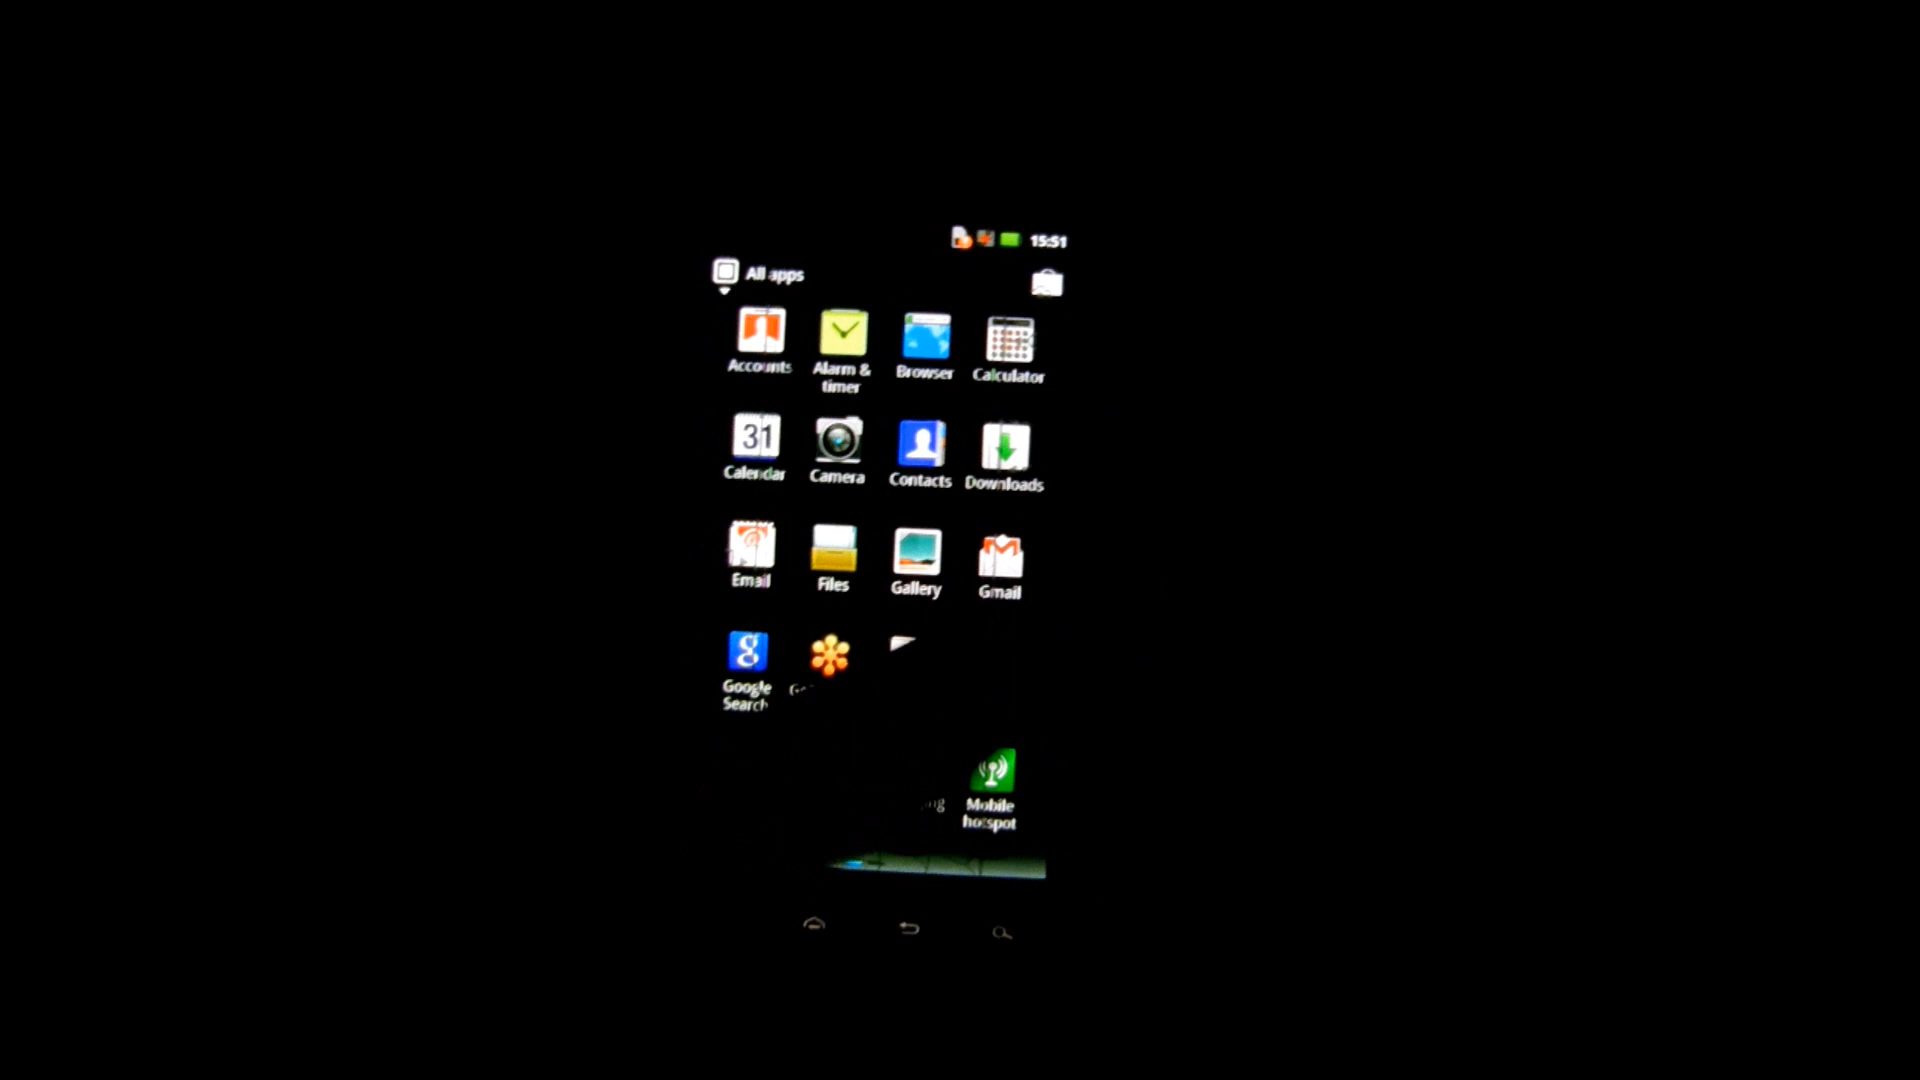 15:51
All apps
Accounts
Alarm &
timer
Browser
Calculator
31
Calendar
Camera
Contacts
Downloads
Email
Files
Gallery
Gmail
g
Google
Search
Mobile
hotspot